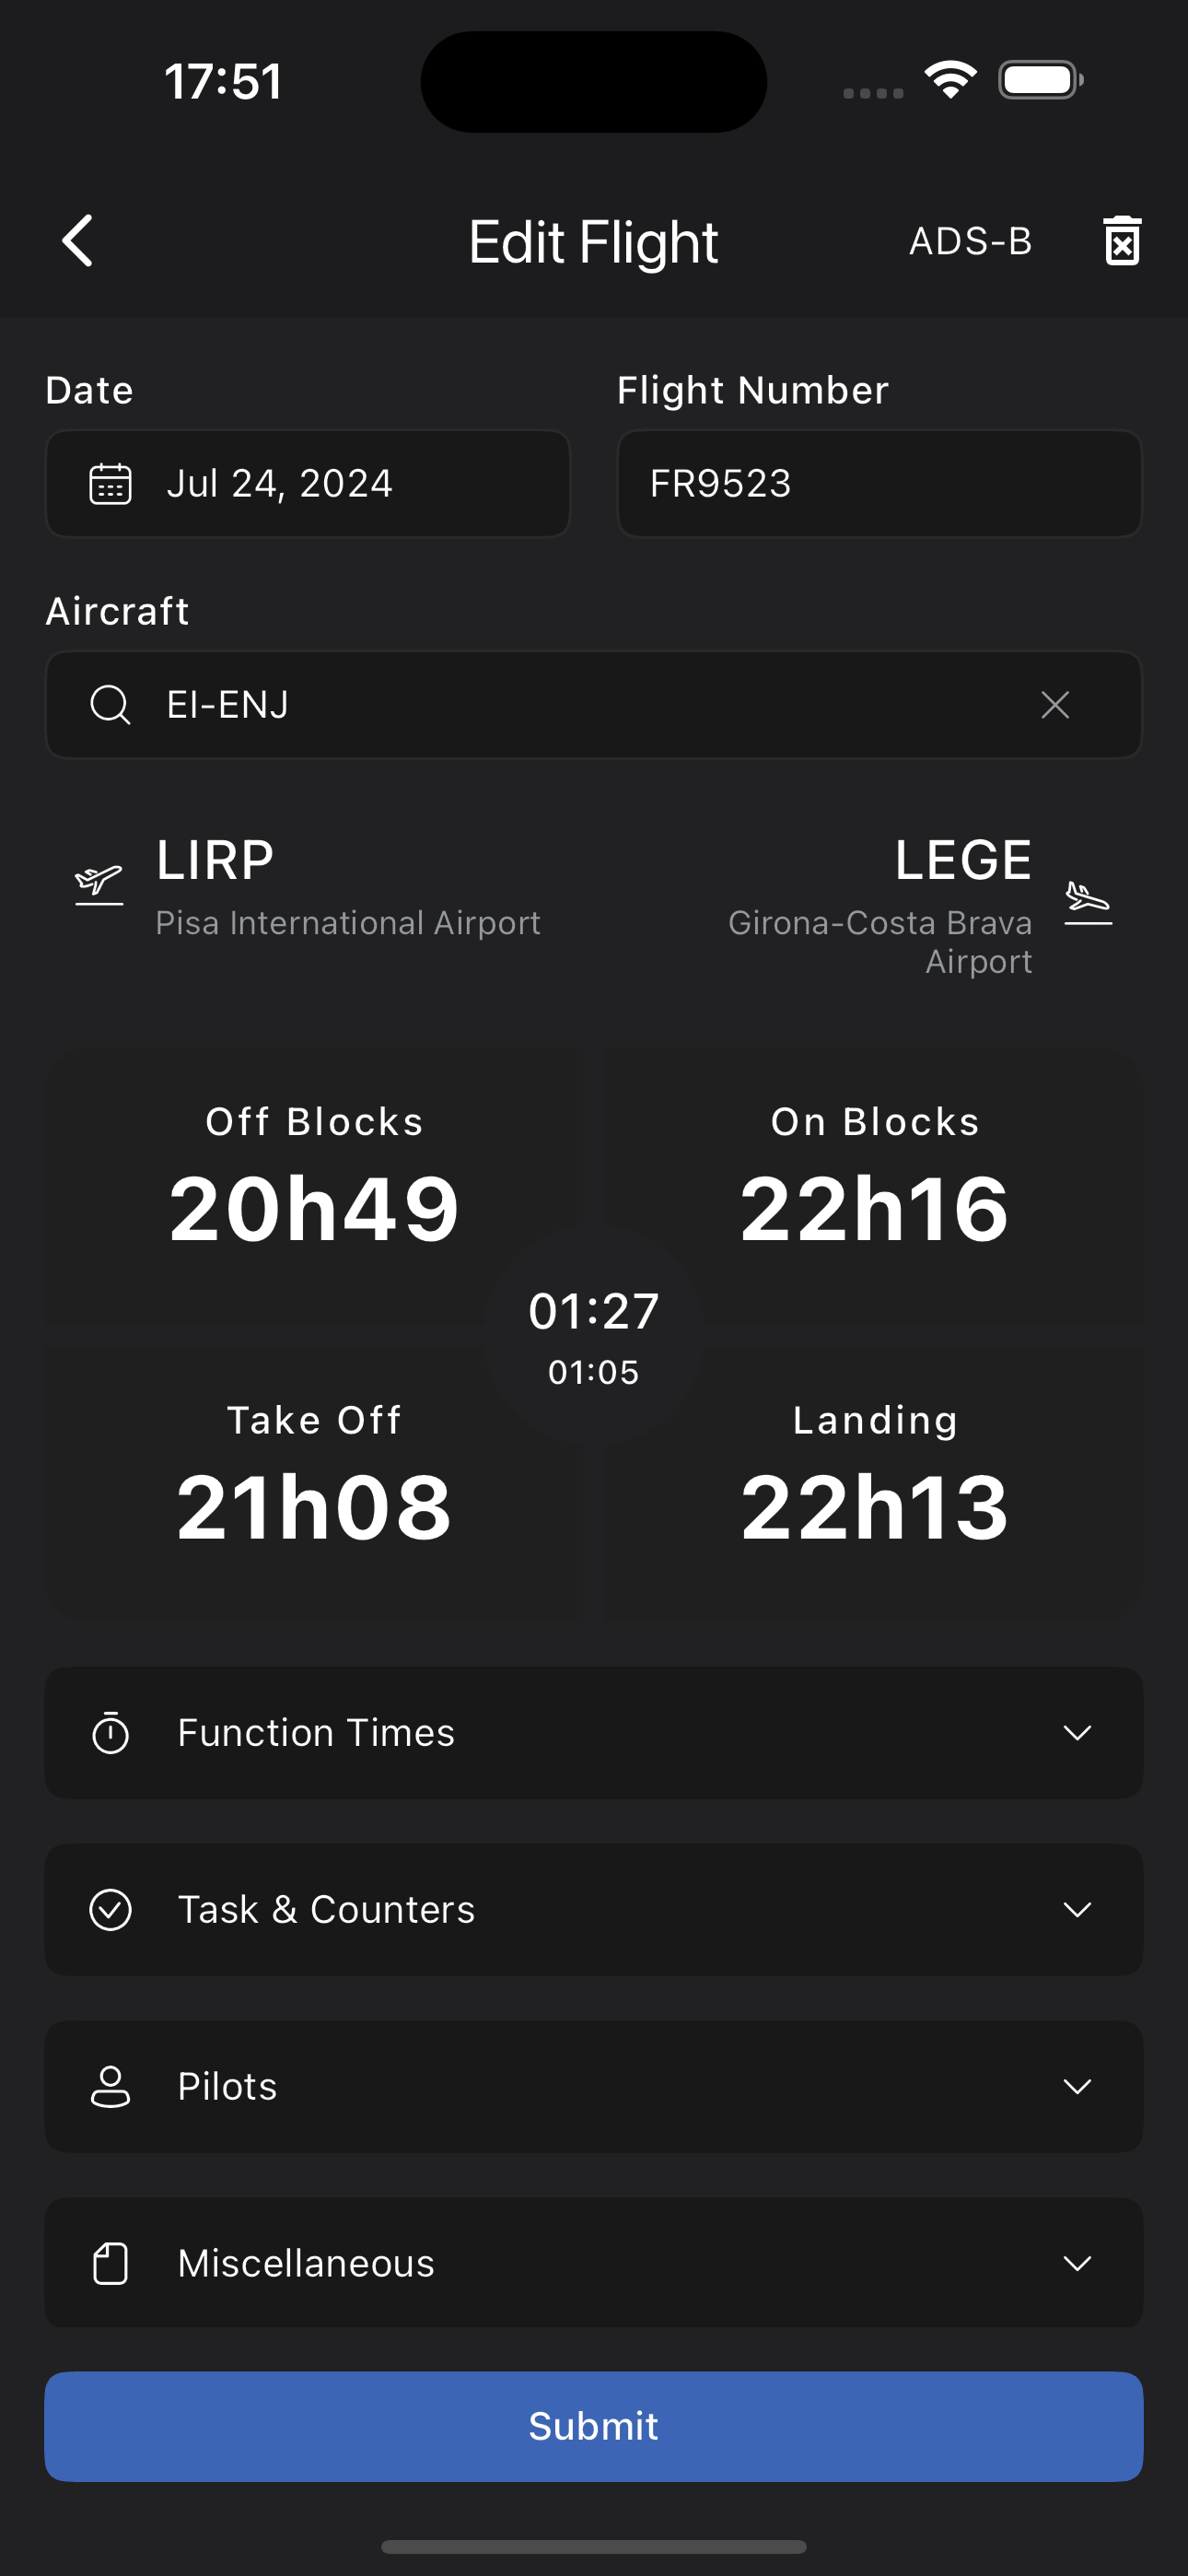 17:51
Edit Flight
ADS-B
Date
Flight Number
Jul 24, 2024
FR9523
Aircraft
EI-ENJ
LIRP
Pisa International Airport
LEGE
Girona-Costa Brava
Airport
Off Blocks
20h49
On Blocks
22h16
01:27
01:05
Take Off
21h08
Landing
22h13
Function Times
Task & Counters
Pilots
Miscellaneous
Submit